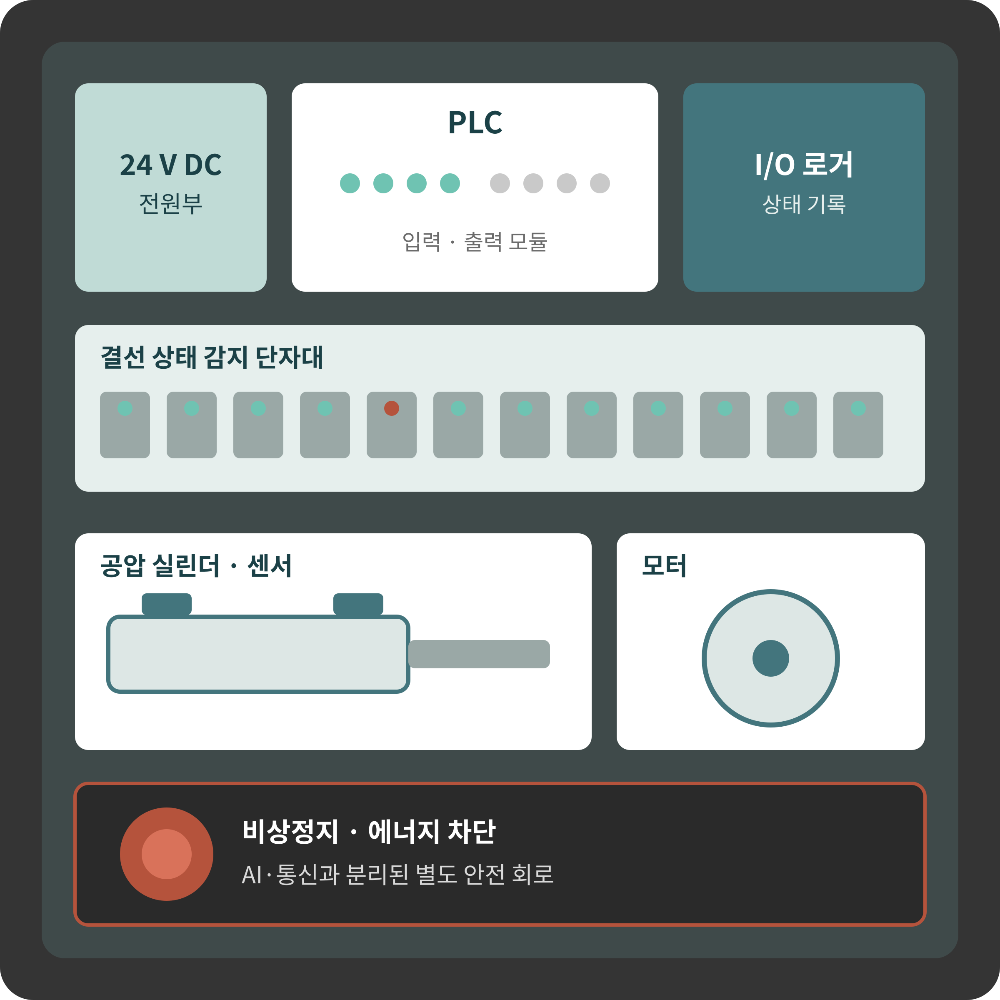 24 V DC
전원부
PLC
입력 · 출력 모듈
I/O 로거
상태 기록
결선 상태 감지 단자대
공압 실린더 · 센서
모터
비상정지 · 에너지 차단
AI·통신과 분리된 별도 안전 회로